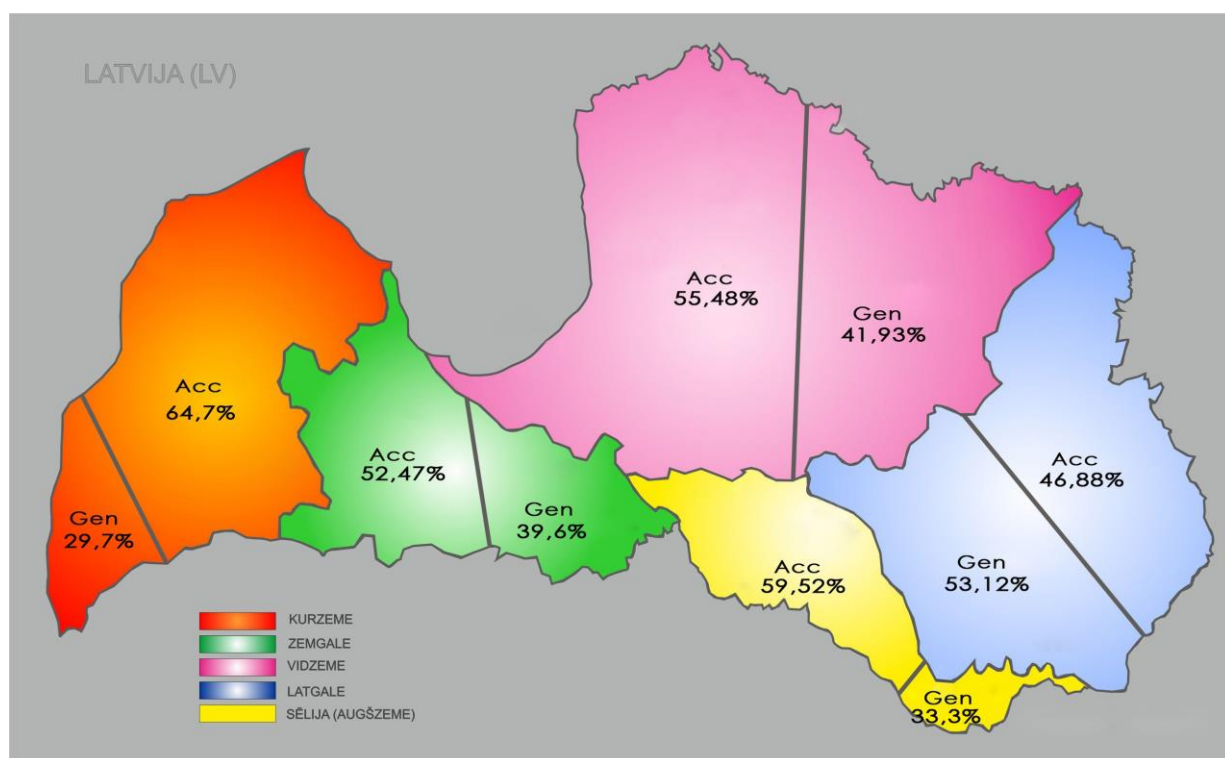 LATVIJA (LV)
Acc
55,48%
Gen
41,93%
Acc
64,7%
Acc
52,47%
Acc
46,88%
Gen
29,7%
Gen
39,6%
Gen
53,12%
Acc
59,52%
Gen
33,3%
KURZEME
ZEMGALE
VIDZEME
LATGALE
SĒLIJA (AUGŠZEME)